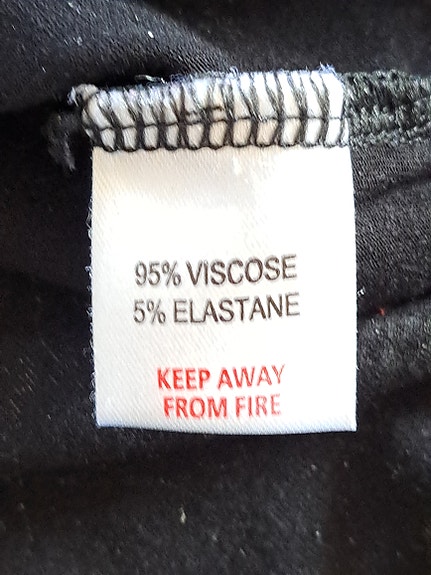 95% VISCOSE
5% ELASTANE
KEEP AWAY
FROM FIRE